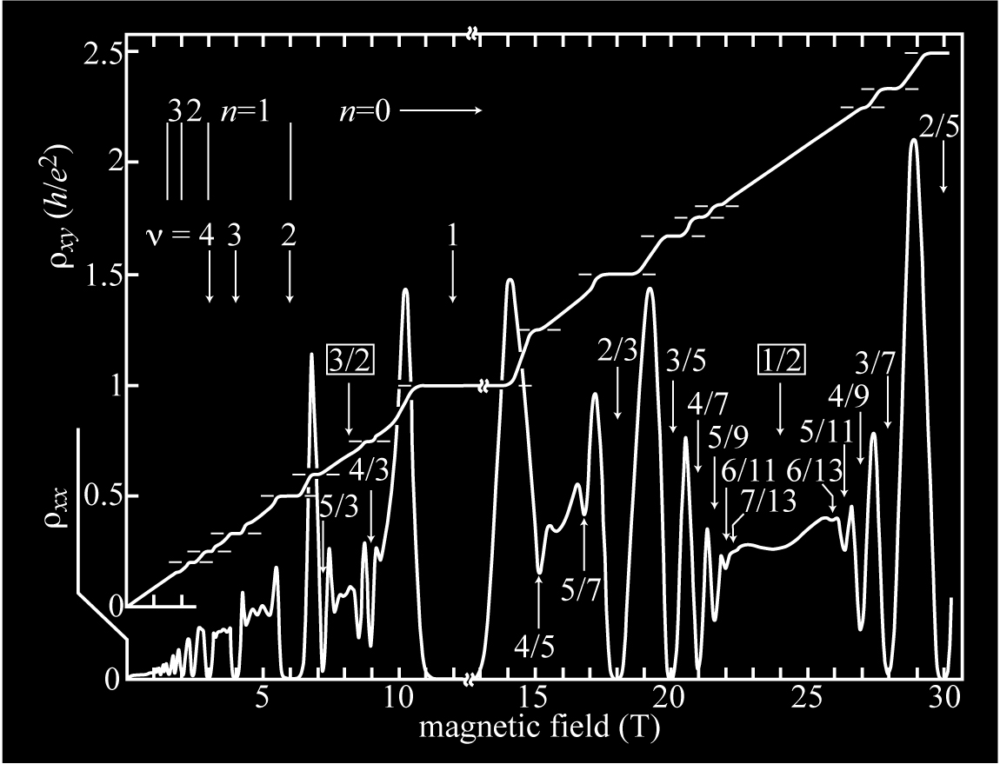 2.5
3 2 n=1 n=0
2/5
2
ρxy (h/e²)
ν = 4 3 2 1
1.5
3/2 2/3 3/5 1/2 3/7
1
4/7 4/9
5/9 5/11
4/3 6/11 6/13
0.5
5/3 7/13
ρxx
5/7
0
4/5
0
5 10 15 20 25 30
magnetic field (T)